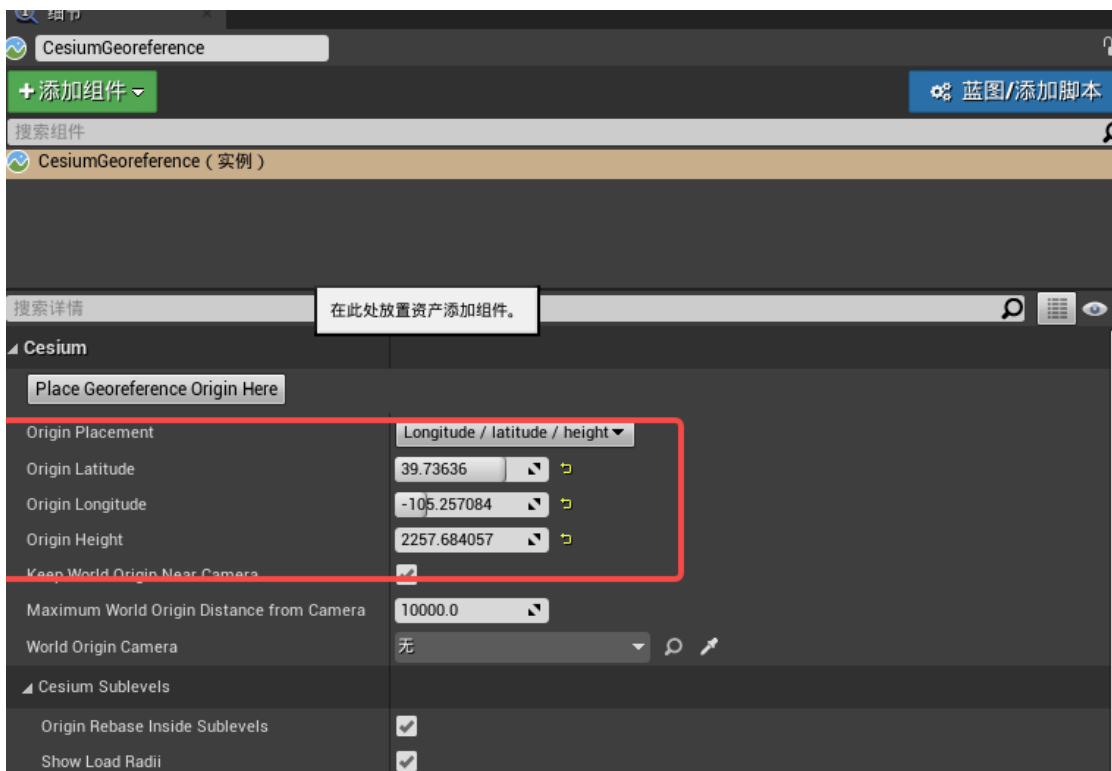 细节
CesiumGeoreference
+添加组件
蓝图/添加脚本
搜索组件
CesiumGeoreference（实例）
搜索详情
在此处放置资产添加组件。
Cesium
Place Georeference Origin Here
Origin Placement Longitude / latitude / height
Origin Latitude 39.73636
Origin Longitude -105.257084
Origin Height 2257.684057
Keep World Origin Near Camera
Maximum World Origin Distance from Camera 10000.0
World Origin Camera 无
Cesium Sublevels
Origin Rebase Inside Sublevels
Show Load Radii